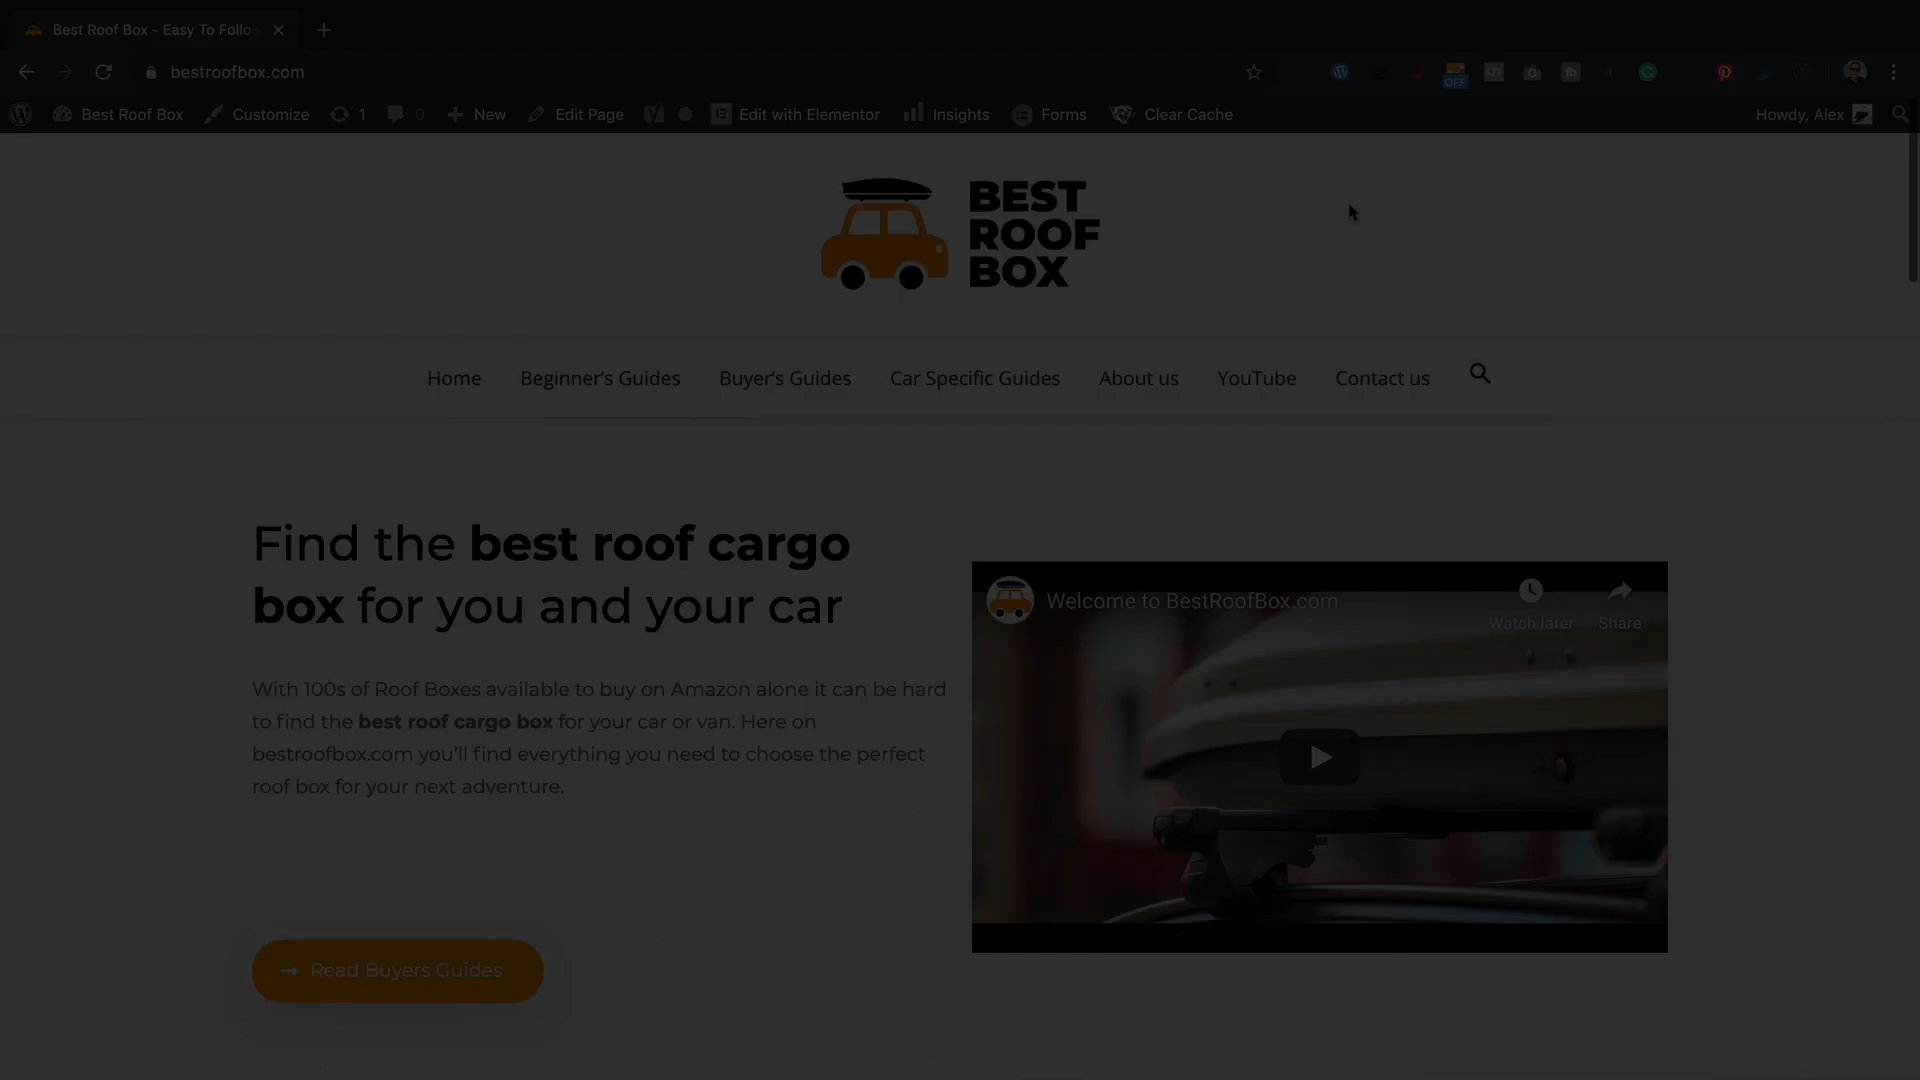 Best Roof Box - Easy To Follow
bestroofbox.com
OFF
Best Roof Box Customize 1 0 New Edit Page Edit with Elementor Insights Forms Clear Cache Howdy, Alex
BEST
ROOF
BOX
Home Beginner’s Guides Buyer’s Guides Car Specific Guides About us YouTube Contact us
Find the best roof cargo
box for you and your car
With 100s of Roof Boxes available to buy on Amazon alone it can be hard
to find the best roof cargo box for your car or van. Here on
bestroofbox.com you’ll find everything you need to choose the perfect
roof box for your next adventure.
Read Buyers Guides
Welcome to BestRoofBox.com
Watch later Share